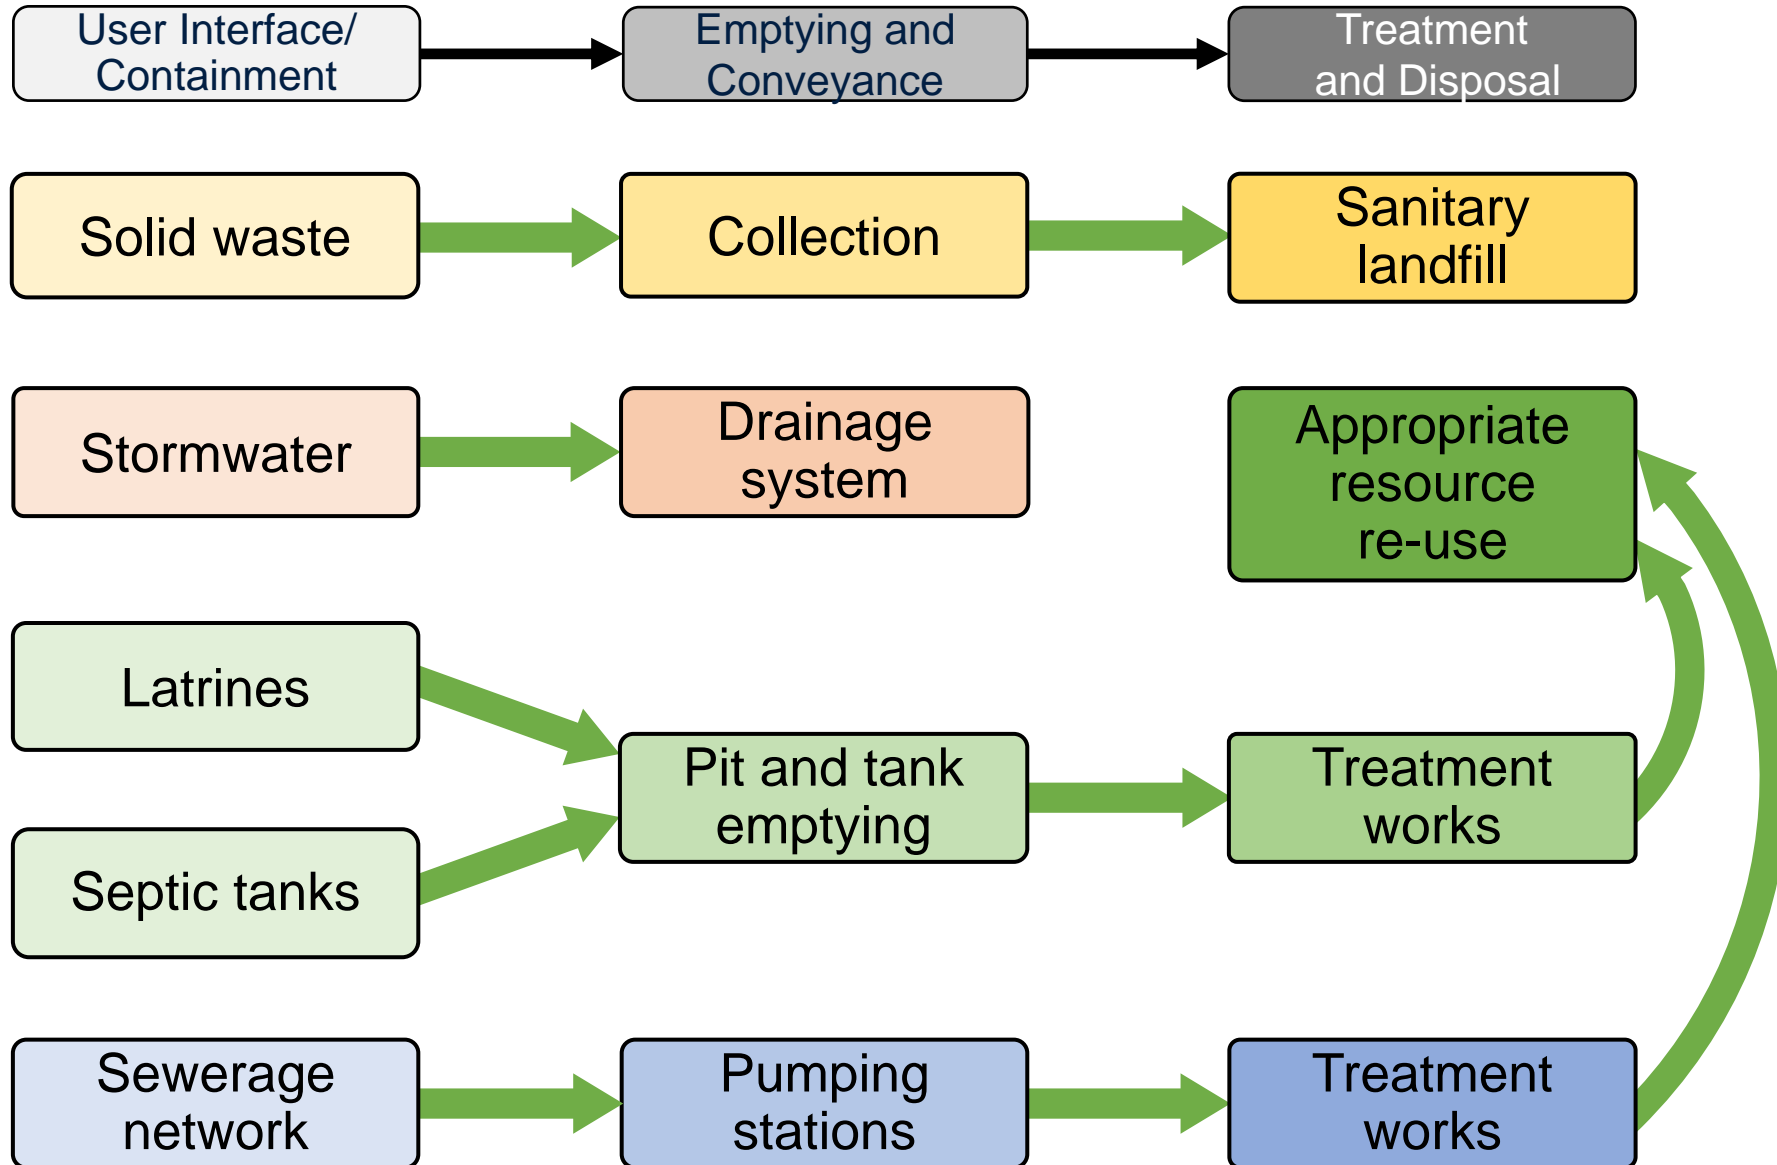 User Interface/
Containment
Emptying and
Conveyance
Treatment
and Disposal
Solid waste
Collection
Sanitary
landfill
Stormwater
Drainage
system
Appropriate
resource
re-use
Latrines
Septic tanks
Pit and tank
emptying
Treatment
works
Sewerage
network
Pumping
stations
Treatment
works